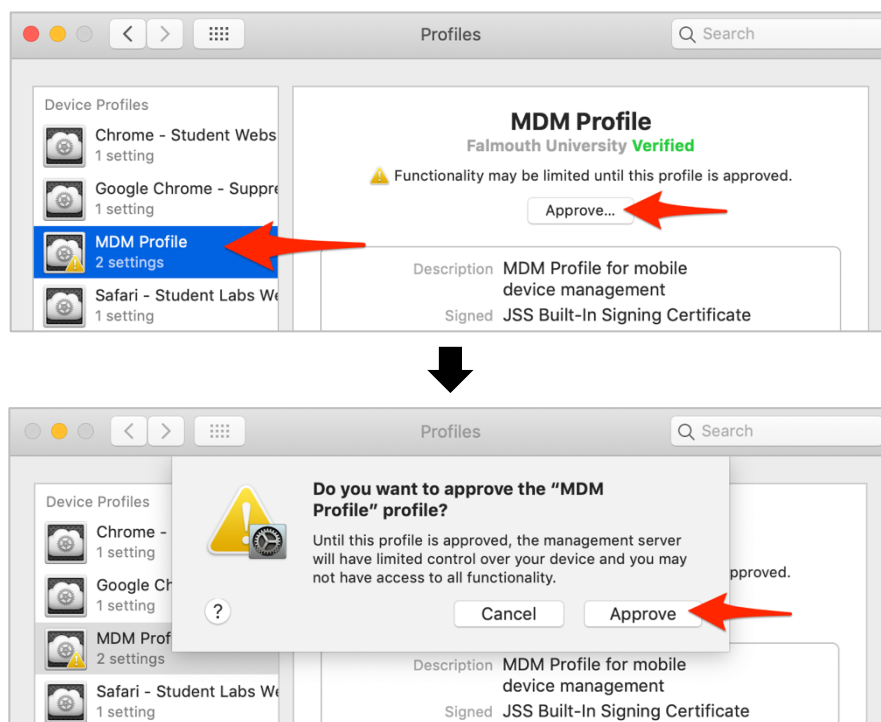 Profiles
Search
Device Profiles
Chrome - Student Webs
1 setting
Google Chrome - Suppre
1 setting
MDM Profile
2 settings
Safari - Student Labs We
1 setting
MDM Profile
Falmouth University Verified
Functionality may be limited until this profile is approved.
Approve...
Description MDM Profile for mobile
device management
Signed JSS Built-In Signing Certificate
Profiles
Search
Device Profiles
Chrome -
1 setting
Google Ch
1 setting
MDM Prof
2 settings
Safari - Student Labs We
1 setting
Do you want to approve the “MDM
Profile” profile?
Until this profile is approved, the management server
will have limited control over your device and you may
not have access to all functionality.
?
Cancel
Approve
pproved.
Description MDM Profile for mobile
device management
Signed JSS Built-In Signing Certificate